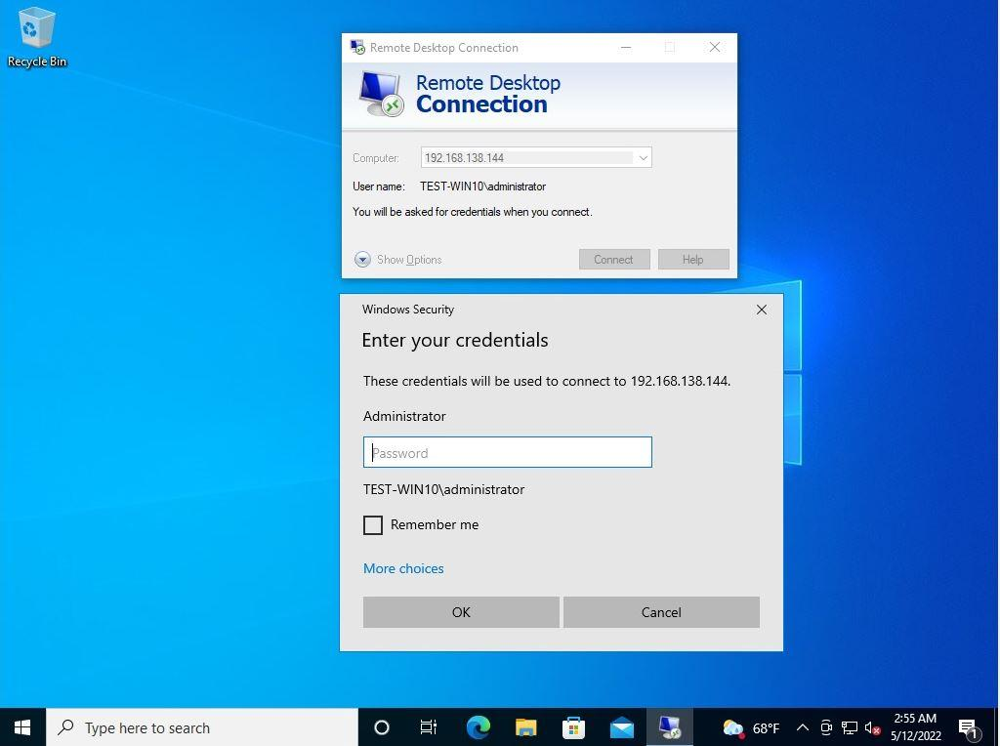 Recycle Bin
Remote Desktop Connection
Remote Desktop
Connection
Computer:
192.168.138.144
User name:
TEST-WIN10\administrator
You will be asked for credentials when you connect.
Show Options
Connect
Help
Windows Security
Enter your credentials
These credentials will be used to connect to 192.168.138.144.
Administrator
Password
TEST-WIN10\administrator
Remember me
More choices
OK
Cancel
Type here to search
68°F
2:55 AM
5/12/2022
1